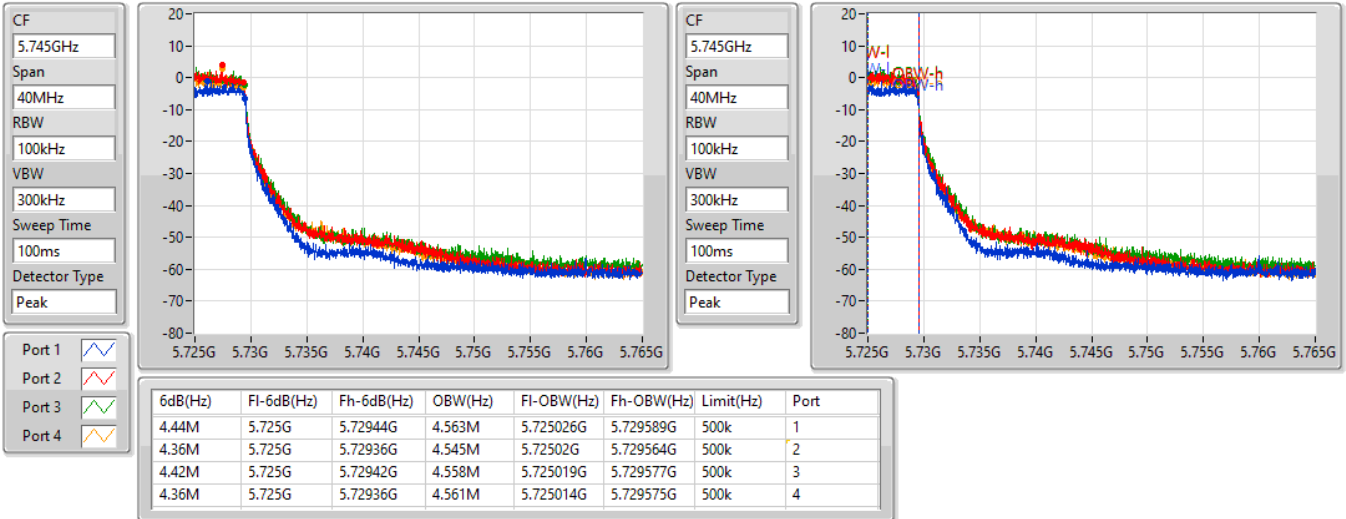 CF
5.745GHz
Span
40MHz
RBW
100kHz
VBW
300kHz
Sweep Time
100ms
Detector Type
Peak
20
10
0
-10
-20
-30
-40
-50
-60
-70
-80
5.725G 5.73G 5.735G 5.74G 5.745G 5.75G 5.755G 5.76G 5.765G
CF
5.745GHz
Span
40MHz
RBW
100kHz
VBW
300kHz
Sweep Time
100ms
Detector Type
Peak
20
10
0
-10
-20
-30
-40
-50
-60
-70
-80
W-l
OBW-h
5.725G 5.73G 5.735G 5.74G 5.745G 5.75G 5.755G 5.76G 5.765G
Port 1
Port 2
Port 3
Port 4
6dB(Hz) Fl-6dB(Hz) Fh-6dB(Hz) OBW(Hz) Fl-OBW(Hz) Fh-OBW(Hz) Limit(Hz) Port
4.44M 5.725G 5.72944G 4.563M 5.725026G 5.729589G 500k 1
4.36M 5.725G 5.72936G 4.545M 5.72502G 5.729564G 500k 2
4.42M 5.725G 5.72942G 4.558M 5.725019G 5.729577G 500k 3
4.36M 5.725G 5.72936G 4.561M 5.725014G 5.729575G 500k 4